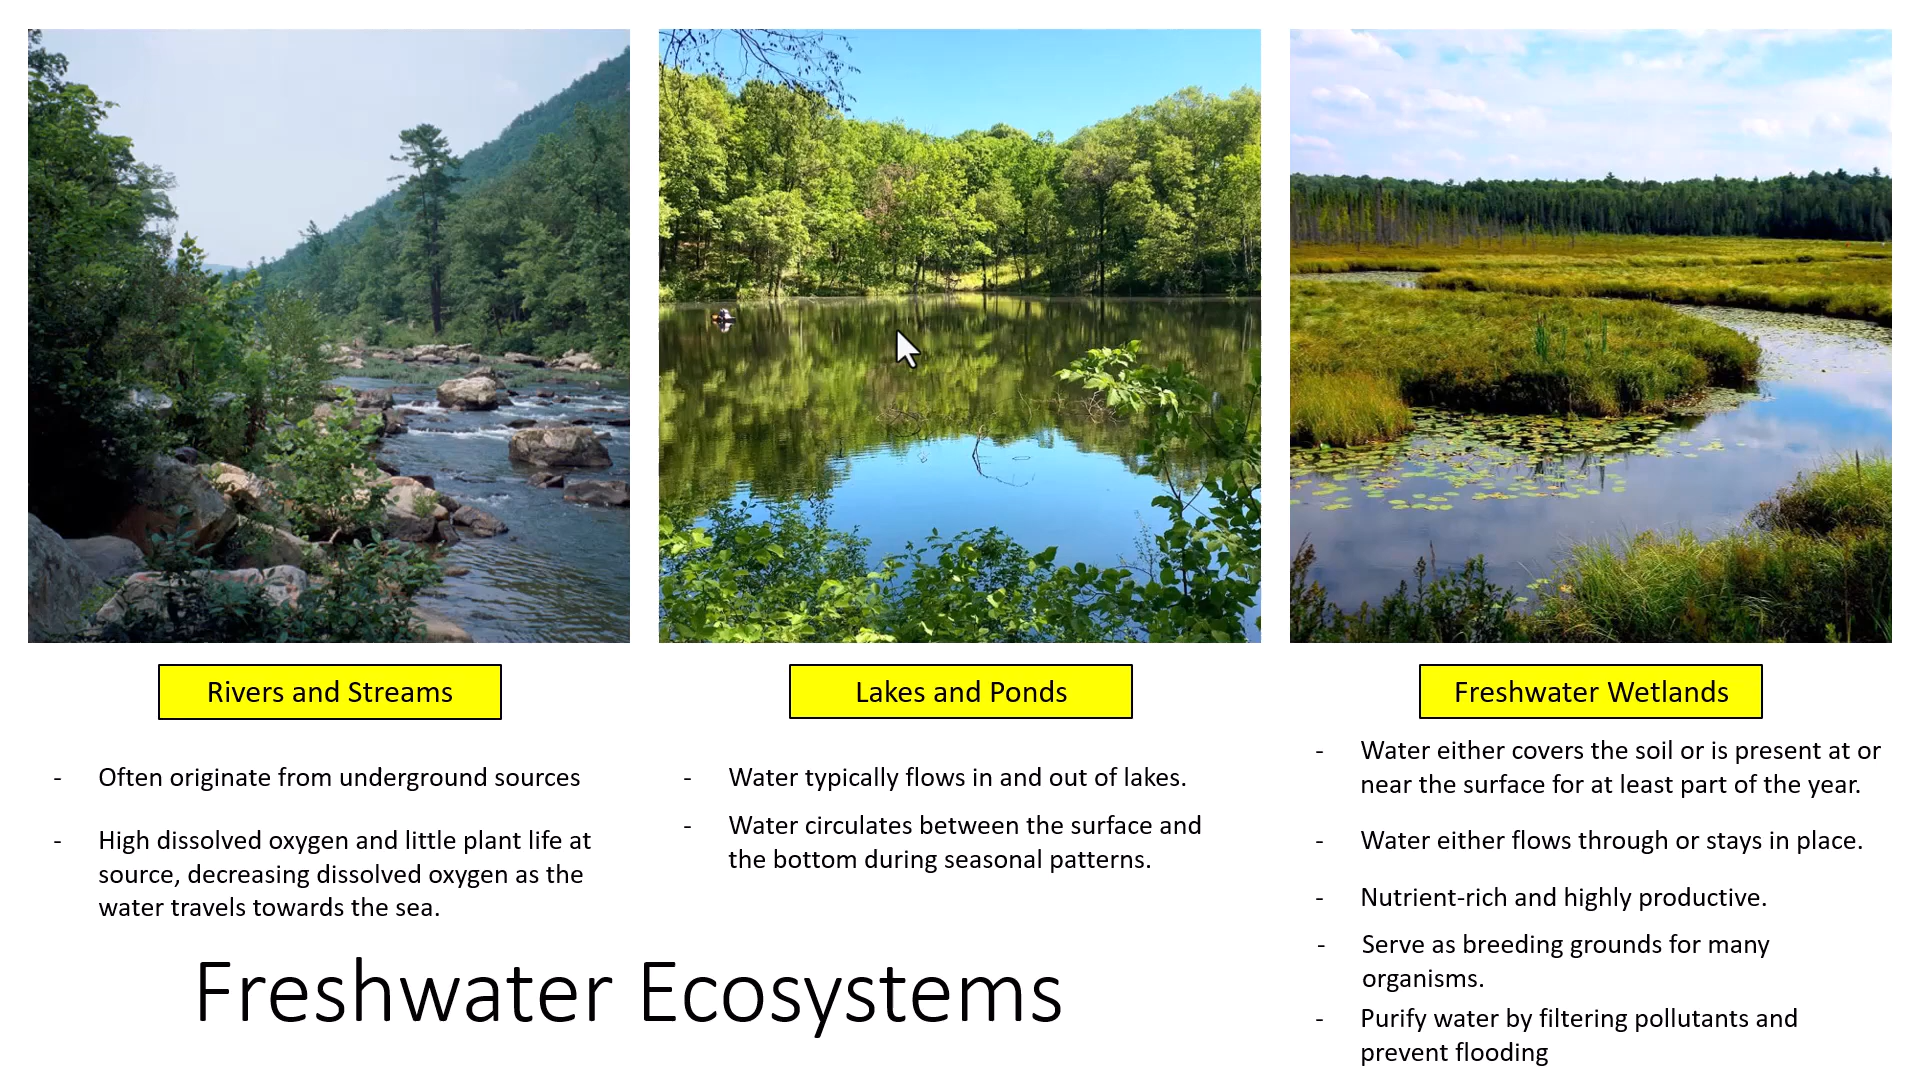 Rivers and Streams
- Often originate from underground sources
- High dissolved oxygen and little plant life at
source, decreasing dissolved oxygen as the
water travels towards the sea.
Lakes and Ponds
- Water typically flows in and out of lakes.
- Water circulates between the surface and
the bottom during seasonal patterns.
Freshwater Wetlands
- Water either covers the soil or is present at or
near the surface for at least part of the year.
- Water either flows through or stays in place.
- Nutrient-rich and highly productive.
- Serve as breeding grounds for many
organisms.
- Purify water by filtering pollutants and
prevent flooding
Freshwater Ecosystems